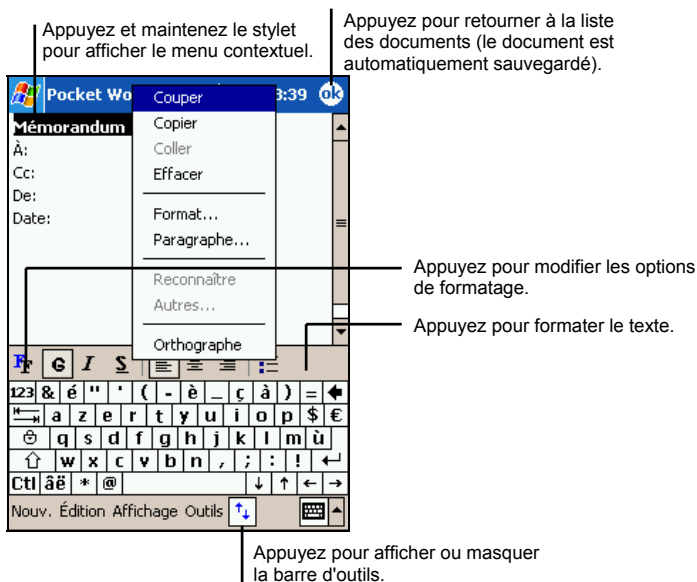 Appuyez et maintenez le stylet
pour afficher le menu contextuel.
Appuyez pour retourner à la liste
des documents (le document est
automatiquement sauvegardé).
Pocket Wo 3:39 ok
Couper
Copier
Coller
Effacer
Format...
Paragraphe...
Reconnaître
Autres...
Orthographe
Mémorandum
À:
Cc:
De:
Date:
Appuyez pour modifier les options
de formatage.
Appuyez pour formater le texte.
G I S
123 & é " ' ( - è _ ç à ) =
a z e r t y u i o p $ €
q s d f g h j k l m ù
w x c v b n , ; : !
Ctl âë * @
Nouv. Édition Affichage Outils
Appuyez pour afficher ou masquer
la barre d'outils.